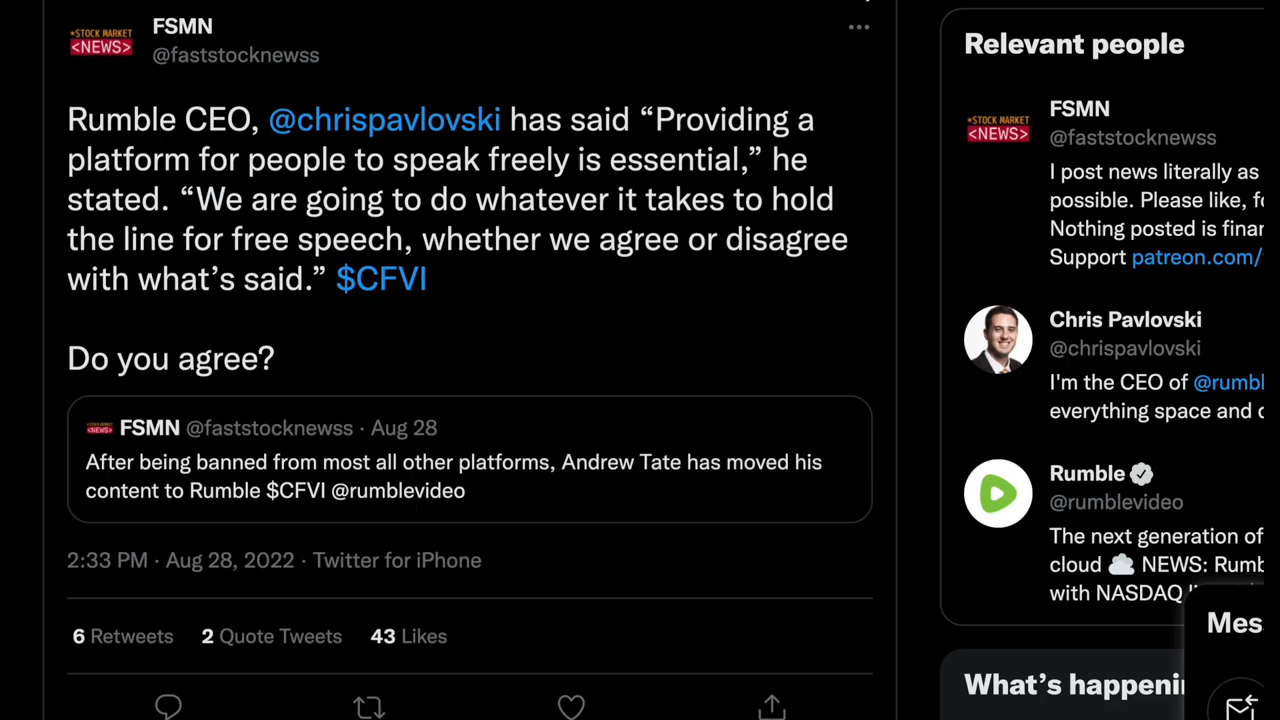 *STOCK MARKET
<NEWS>
FSMN
@faststocknewss
Rumble CEO, @chrispavlovski has said “Providing a
platform for people to speak freely is essential,” he
stated. “We are going to do whatever it takes to hold
the line for free speech, whether we agree or disagree
with what’s said.” $CFVI
Do you agree?
FSMN @faststocknewss · Aug 28
After being banned from most all other platforms, Andrew Tate has moved his
content to Rumble $CFVI @rumblevideo
2:33 PM · Aug 28, 2022 · Twitter for iPhone
6 Retweets 2 Quote Tweets 43 Likes
Relevant people
*STOCK MARKET
<NEWS>
FSMN
@faststocknewss
I post news literally as
possible. Please like, fo
Nothing posted is finan
Support patreon.com/
Chris Pavlovski
@chrispavlovski
I'm the CEO of @rumbl
everything space and
Rumble
@rumblevideo
The next generation of
cloud ☁️ NEWS: Rumb
with NASDAQ
Mes
What’s happeni